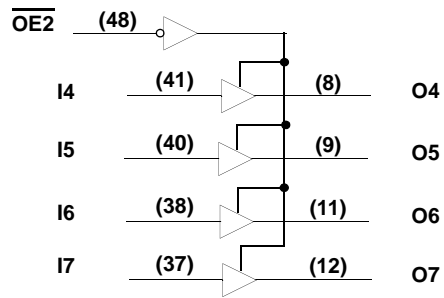 OE2 (48)
I4 (41) (8) O4
I5 (40) (9) O5
I6 (38) (11) O6
I7 (37) (12) O7